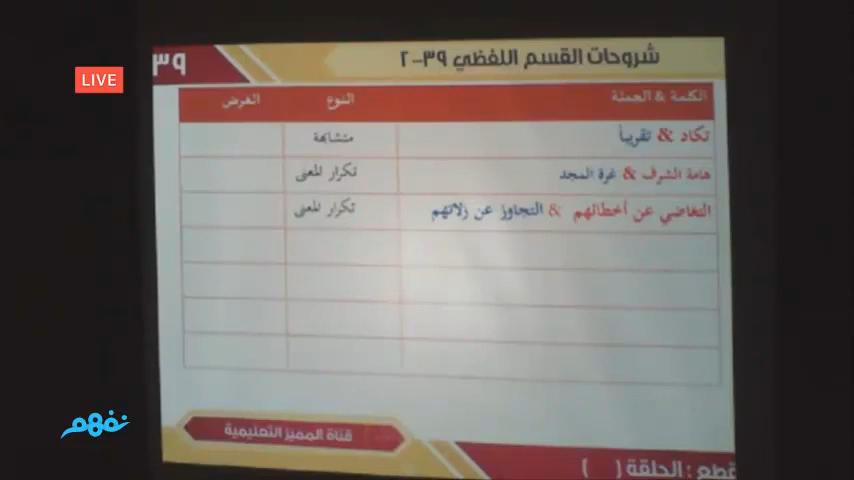 شروحات القسم اللفظي ٣٩-٢
٣٩
LIVE
الكلمة & الجملة النوع الغرض
تكاد & تقريباً متشابهة
هامة الشرف & غرة المجد تكرار المعنى
التغاضي عن أخطائهم & التجاوز عن زلاتهم تكرار المعنى
نفهم
قناة المميز التعليمية
قطع : الحلقة ( )